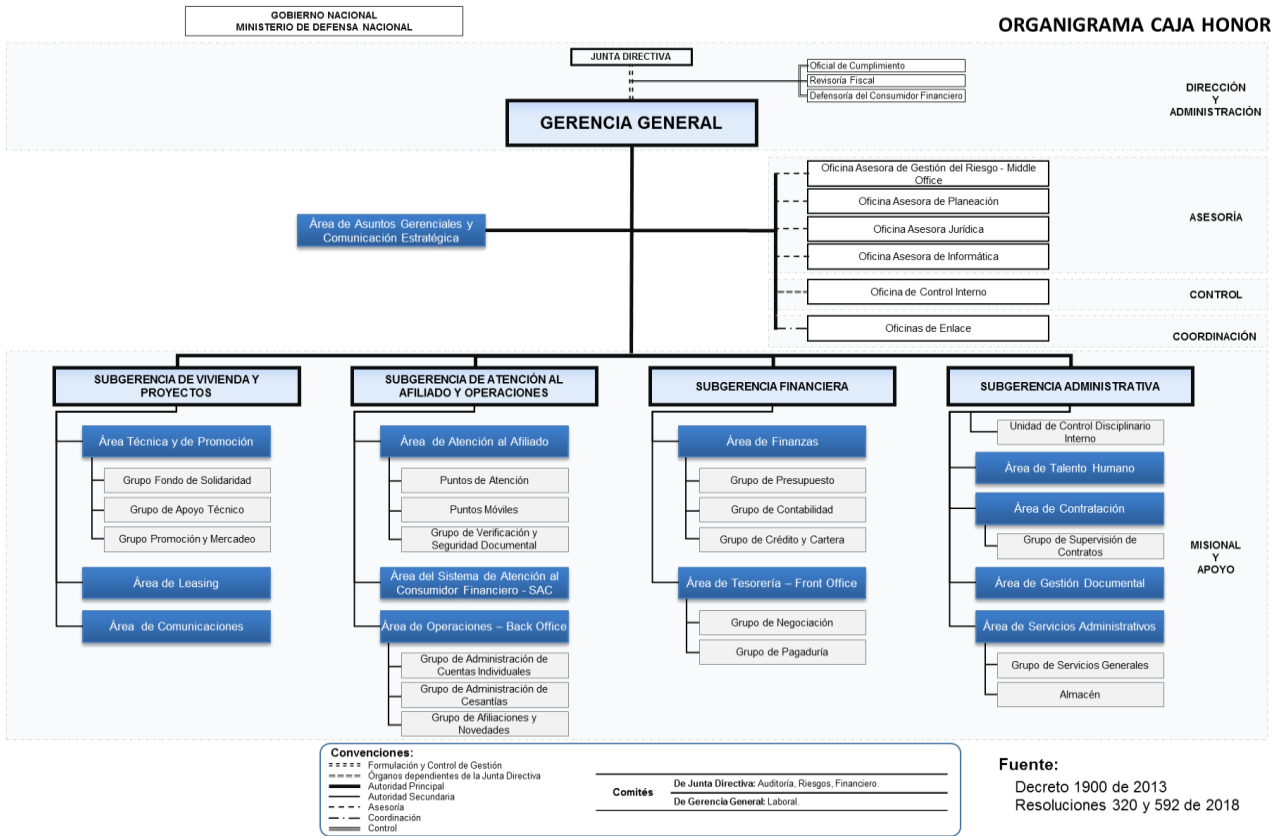 GOBIERNO NACIONAL
MINISTERIO DE DEFENSA NACIONAL
ORGANIGRAMA CAJA HONOR
JUNTA DIRECTIVA
Oficial de Cumplimiento
Revisoría Fiscal
Defensoría del Consumidor Financiero
DIRECCIÓN
Y
ADMINISTRACIÓN
GERENCIA GENERAL
Oficina Asesora de Gestión del Riesgo - Middle
Office
Oficina Asesora de Planeación
Oficina Asesora Jurídica
Oficina Asesora de Informática
ASESORÍA
Área de Asuntos Gerenciales y
Comunicación Estratégica
Oficina de Control Interno
CONTROL
Oficinas de Enlace
COORDINACIÓN
SUBGERENCIA DE VIVIENDA Y
PROYECTOS
Área Técnica y de Promoción
Grupo Fondo de Solidaridad
Grupo de Apoyo Técnico
Grupo Promoción y Mercadeo
Área de Leasing
Área de Comunicaciones
SUBGERENCIA DE ATENCIÓN AL
AFILIADO Y OPERACIONES
Área de Atención al Afiliado
Puntos de Atención
Puntos Móviles
Grupo de Verificación y
Seguridad Documental
Área del Sistema de Atención al
Consumidor Financiero - SAC
Área de Operaciones – Back Office
Grupo de Administración de
Cuentas Individuales
Grupo de Administración de
Cesantías
Grupo de Afiliaciones y
Novedades
SUBGERENCIA FINANCIERA
Área de Finanzas
Grupo de Presupuesto
Grupo de Contabilidad
Grupo de Crédito y Cartera
Área de Tesorería – Front Office
Grupo de Negociación
Grupo de Pagaduría
SUBGERENCIA ADMINISTRATIVA
Unidad de Control Disciplinario
Interno
Área de Talento Humano
Área de Contratación
Grupo de Supervisión de
Contratos
Área de Gestión Documental
Área de Servicios Administrativos
Grupo de Servicios Generales
Almacén
MISIONAL
Y
APOYO
Convenciones:
Formulación y Control de Gestión
Órganos dependientes de la Junta Directiva
Autoridad Principal
Autoridad Secundaria
Asesoría
Coordinación
Control
Comités
De Junta Directiva: Auditoría, Riesgos, Financiero.
De Gerencia General: Laboral.
Fuente:
Decreto 1900 de 2013
Resoluciones 320 y 592 de 2018